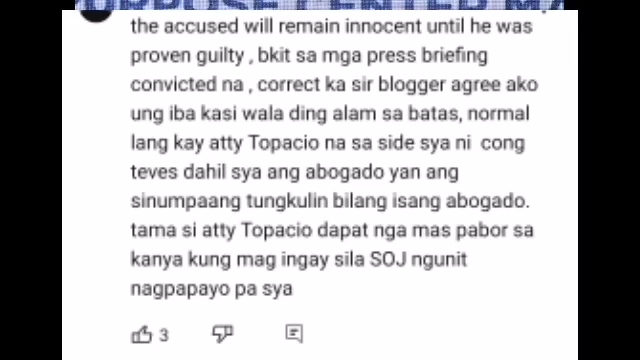 the accused will remain innocent until he was
proven guilty , bkit sa mga press briefing
convicted na , correct ka sir blogger agree ako
ung iba kasi wala ding alam sa batas, normal
lang kay atty Topacio na sa side sya ni cong
teves dahil sya ang abogado yan ang
sinumpaang tungkulin bilang isang abogado.
tama si atty Topacio dapat nga mas pabor sa
kanya kung mag ingay sila SOJ ngunit
nagpapayo pa sya
3